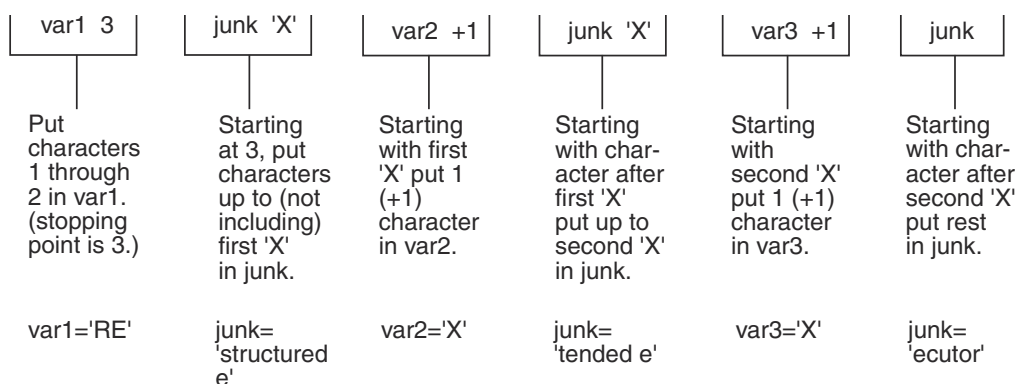 var1 3
junk 'X'
var2 +1
junk 'X'
var3 +1
junk
Put
characters
1 through
2 in var1.
(stopping
point is 3.)
Starting
at 3, put
characters
up to (not
including)
first 'X'
in junk.
Starting
with first
'X' put 1
(+1)
character
in var2.
Starting
with char-
acter after
first 'X'
put up to
second 'X'
in junk.
Starting
with
second 'X'
put 1 (+1)
character
in var3.
Starting
with char-
acter after
second 'X'
put rest
in junk.
var1='RE'
junk=
'structured
e'
var2='X'
junk=
'tended e'
var3='X'
junk=
'ecutor'